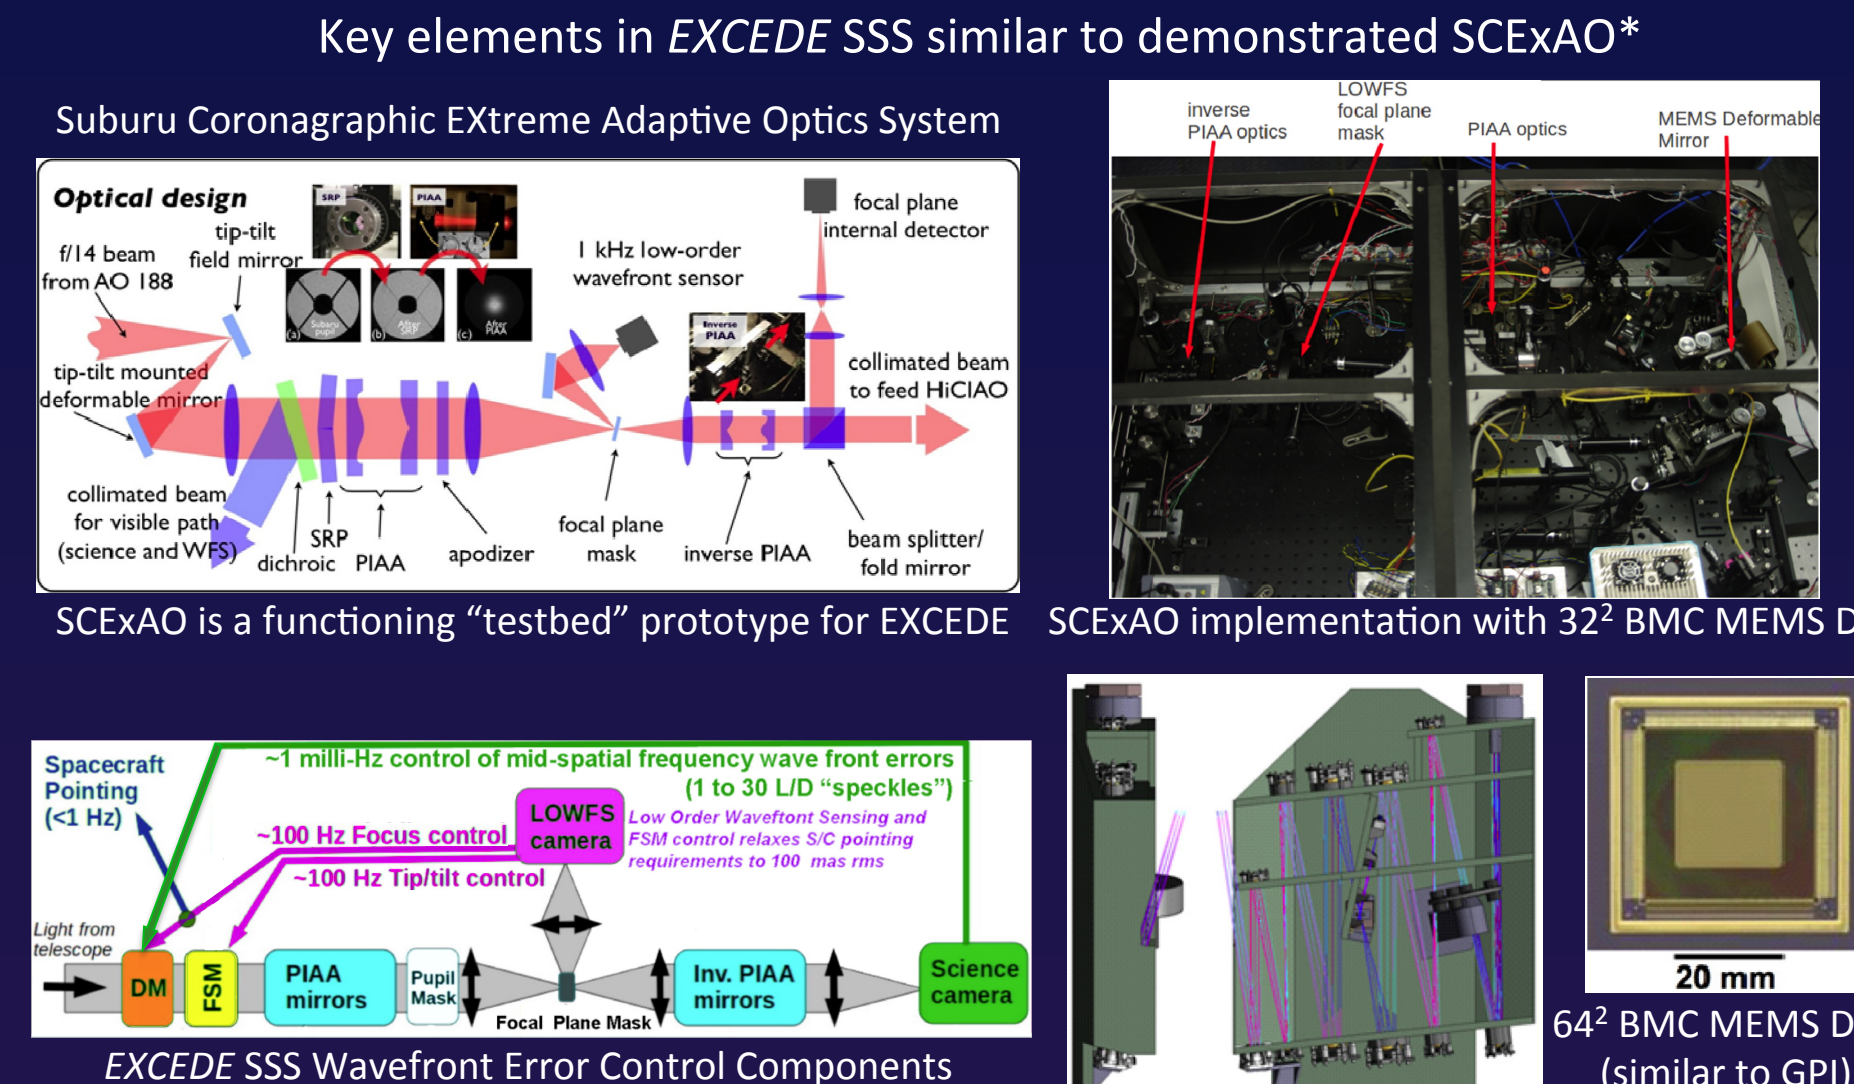 Key elements in EXCEDE SSS similar to demonstrated SCExAO*
Suburu Coronagraphic EXtreme Adaptive Optics System
Optical design
f/14 beam
from AO 188
tip-tilt
field mirror
SRP
PIAA
(a)
Subaru
pupil
(b)
After
SRP
(c)
After
PIAA
1 kHz low-order
wavefront sensor
focal plane
internal detector
Inverse
PIAA
tip-tilt mounted
deformable mirror
collimated beam
to feed HiCIAO
collimated beam
for visible path
(science and WFS)
dichroic
SRP
PIAA
apodizer
focal plane
mask
inverse PIAA
beam splitter/
fold mirror
SCExAO is a functioning “testbed” prototype for EXCEDE
inverse
PIAA optics
LOWFS
focal plane
mask
PIAA optics
MEMS Deformable
Mirror
SCExAO implementation with 32² BMC MEMS D
Spacecraft
Pointing
(<1 Hz)
~1 milli-Hz control of mid-spatial frequency wave front errors
(1 to 30 L/D “speckles”)
LOWFS
camera
Low Order Waveftont Sensing and
FSM control relaxes S/C pointing
requirements to 100 mas rms
~100 Hz Focus control
~100 Hz Tip/tilt control
Light from
telescope
DM
FSM
PIAA
mirrors
Pupil
Mask
Focal Plane Mask
Inv. PIAA
mirrors
Science
camera
EXCEDE SSS Wavefront Error Control Components
20 mm
64² BMC MEMS D
(similar to GPI)